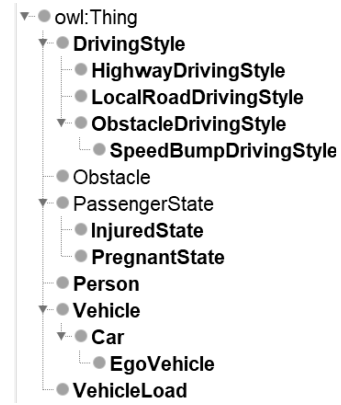 owl:Thing
DrivingStyle
HighwayDrivingStyle
LocalRoadDrivingStyle
ObstacleDrivingStyle
SpeedBumpDrivingStyle
Obstacle
PassengerState
InjuredState
PregnantState
Person
Vehicle
Car
EgoVehicle
VehicleLoad